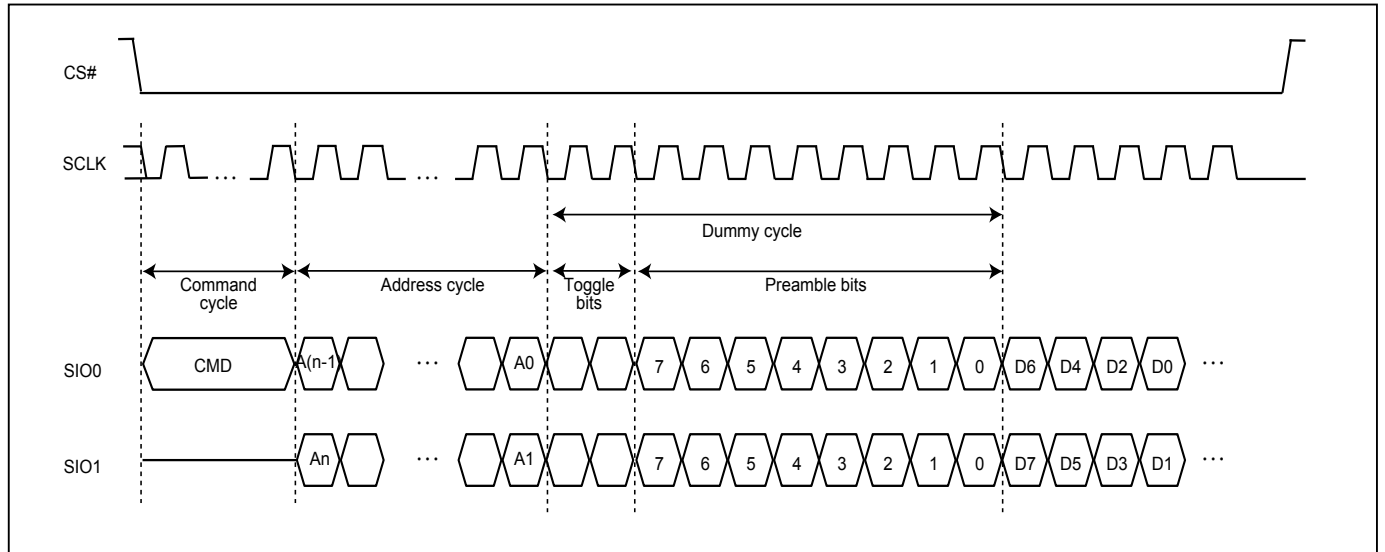 CS#
SCLK
…
…
Dummy cycle
Command
cycle
Address cycle
Toggle
bits
Preamble bits
SIO0
CMD
A(n-1)
…
A0
7
6
5
4
3
2
1
0
D6
D4
D2
D0
…
SIO1
An
…
A1
7
6
5
4
3
2
1
0
D7
D5
D3
D1
…